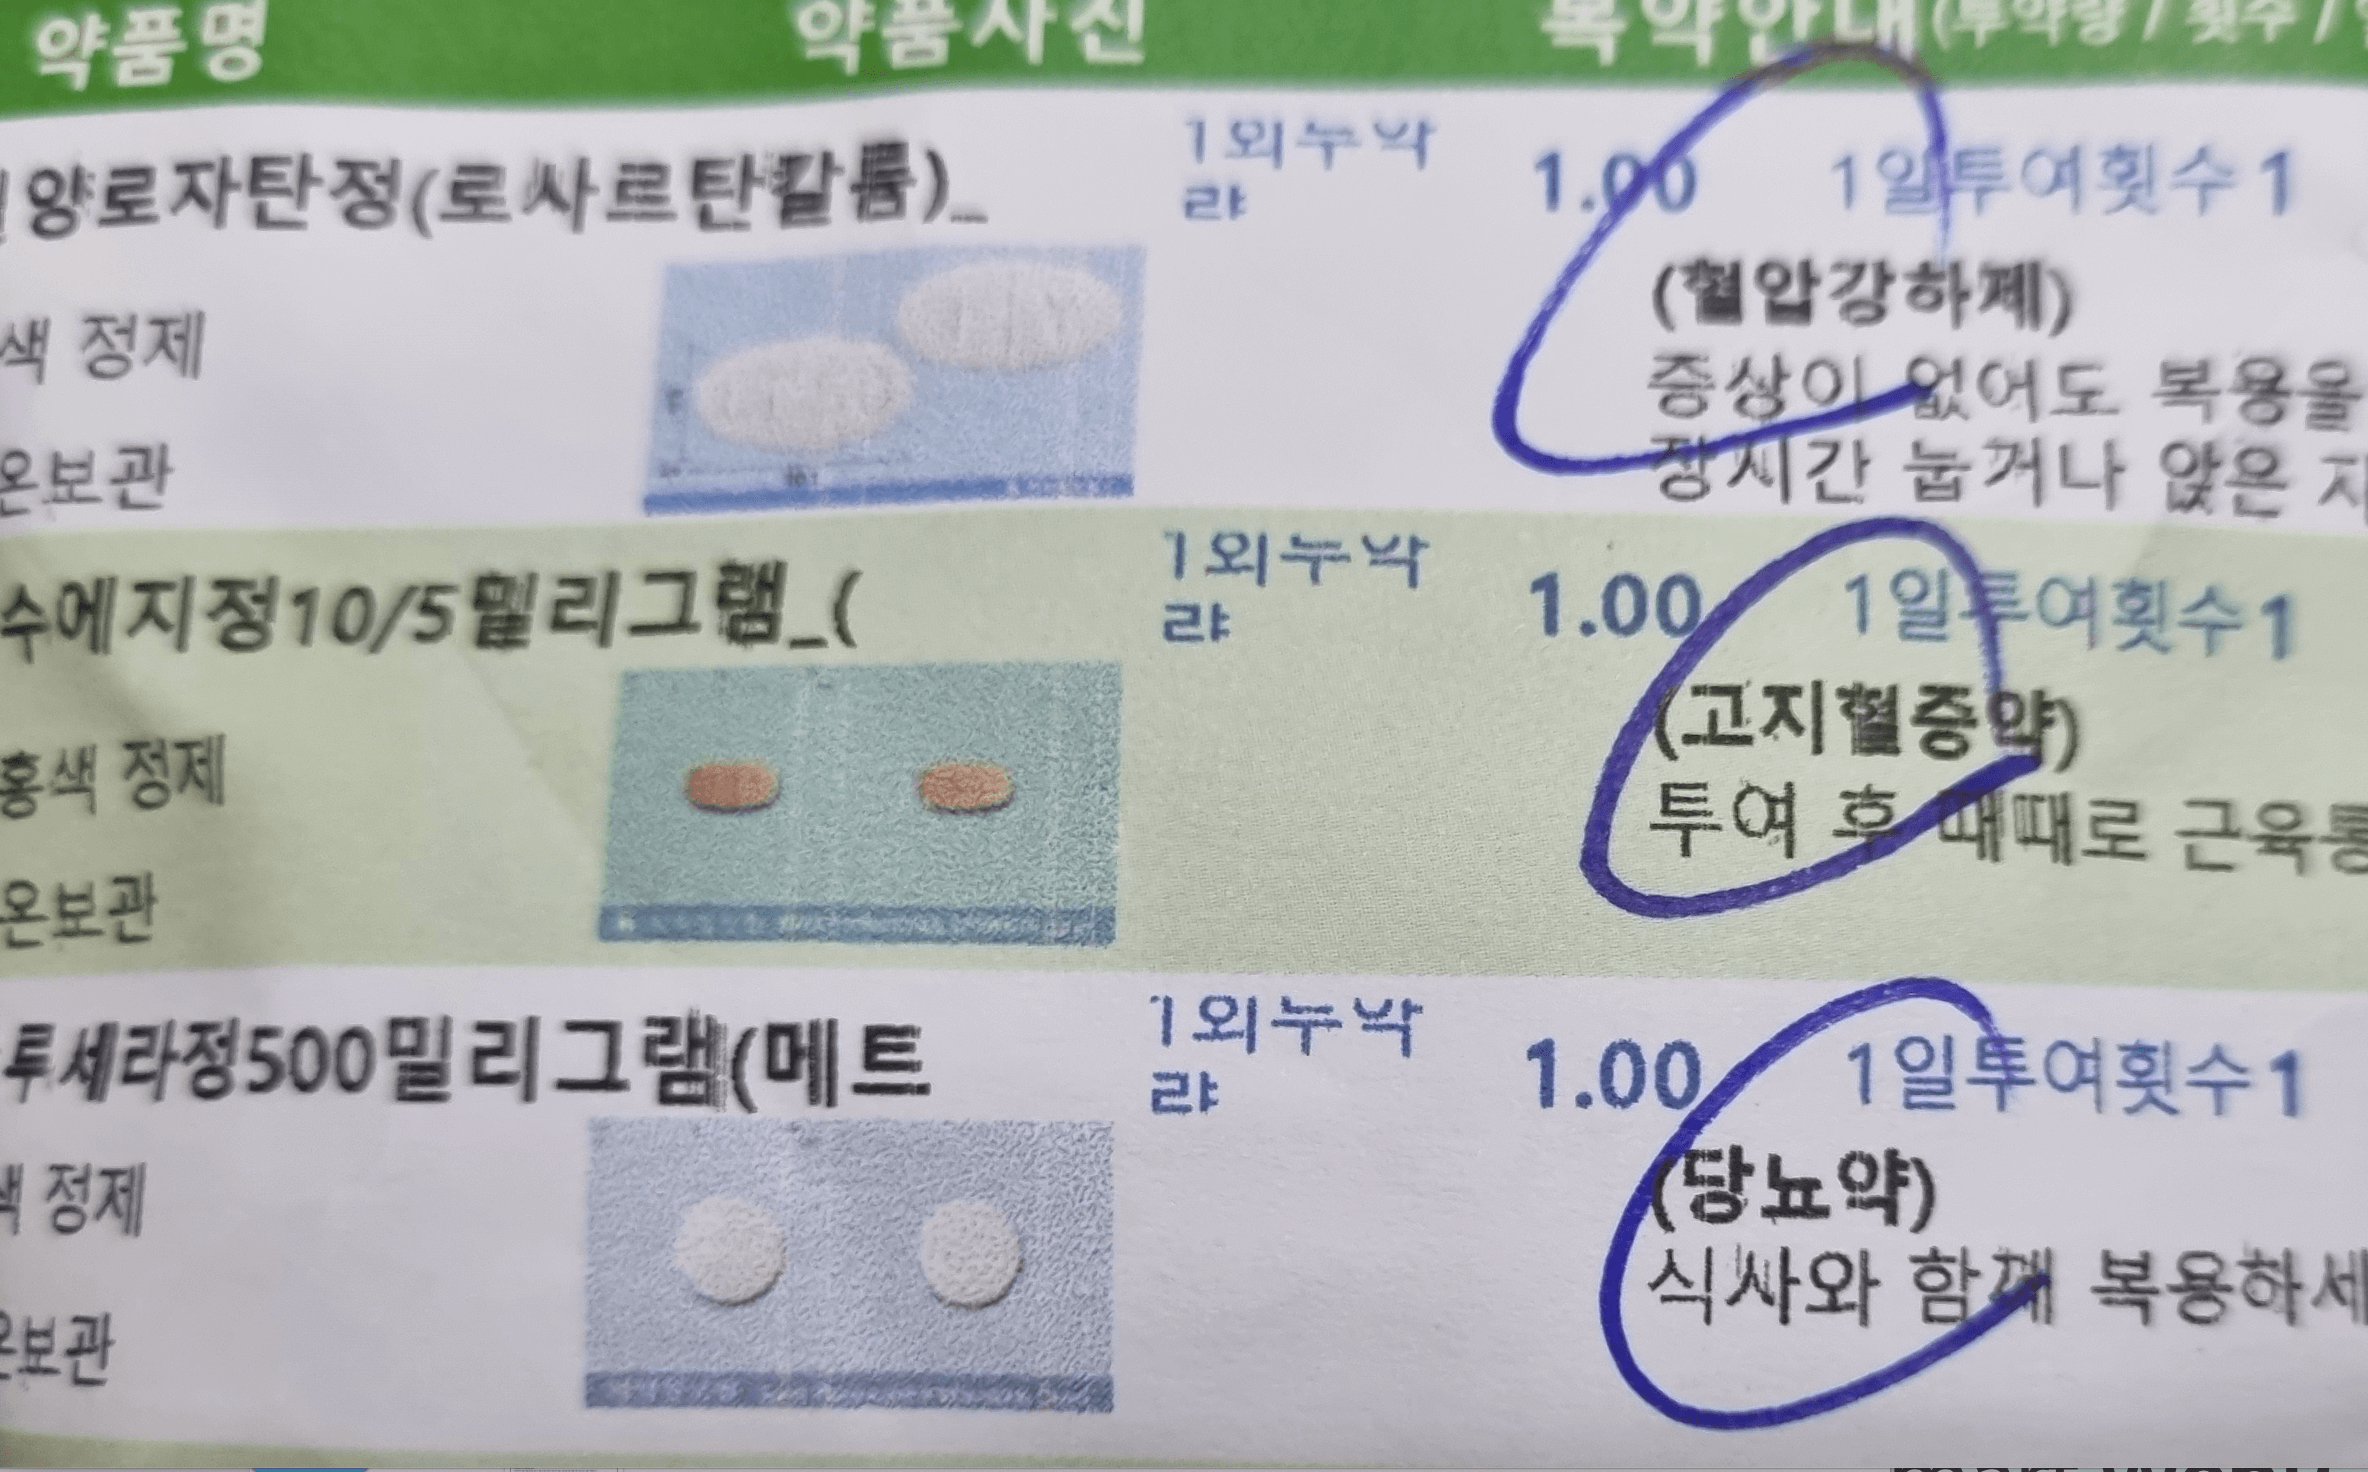 약품명 약품사진 복약안내(투약량 / 횟수 /
양로자탄정(로사르탄칼륨)_
1회투약량 1.00 1일투여횟수 1
색 정제
(혈압강하제)
증상이 없어도 복용을
온보관
장시간 눕거나 앉은 자
수에지정10/5밀리그램_(
1회투약량 1.00 1일투여횟수 1
(고지혈증약)
홍색 정제
투여 후 때때로 근육통
온보관
투세라정500밀리그램(메트
1회투약량 1.00 1일투여횟수 1
색 정제
(당뇨약)
식사와 함께 복용하세
온보관